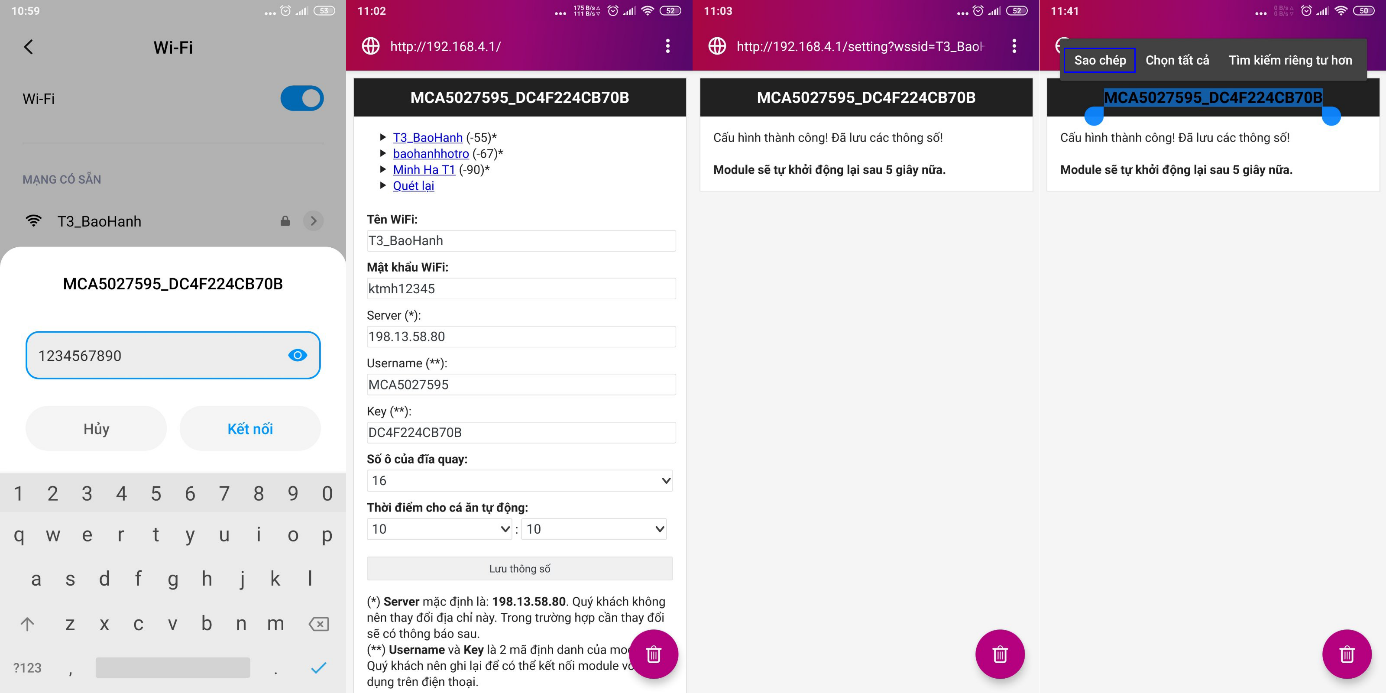 10:59
... 53
Wi-Fi
Wi-Fi
MẠNG CÓ SẴN
T3_BaoHanh
MCA5027595_DC4F224CB70B
1234567890
Hủy
Kết nối
1 2 3 4 5 6 7 8 9 0
q w e r t y u i o p
a s d f g h j k l
z x c v b n m
?123 , .
11:02
... 175 B/s 111 B/s 52
http://192.168.4.1/
MCA5027595_DC4F224CB70B
T3_BaoHanh (-55)*
baohanhhotro (-67)*
Minh Ha T1 (-90)*
Quét lại
Tên WiFi:
T3_BaoHanh
Mật khẩu WiFi:
ktmh12345
Server (*):
198.13.58.80
Username (**):
MCA5027595
Key (**):
DC4F224CB70B
Số ô của đĩa quay:
16
Thời điểm cho cá ăn tự động:
10 : 10
Lưu thông số
(*) Server mặc định là: 198.13.58.80. Quý khách không
nên thay đổi địa chỉ này. Trong trường hợp cần thay đổi
sẽ có thông báo sau.
(**) Username và Key là 2 mã định danh của
Quý khách nên ghi lại để có thể kết nối module
dụng trên điện thoại.
11:03
... 52
http://192.168.4.1/setting?wssid=T3_Bao
MCA5027595_DC4F224CB70B
Cấu hình thành công! Đã lưu các thông số!
Module sẽ tự khởi động lại sau 5 giây nữa.
11:41
... 0 B/s 0 B/s 50
Sao chép Chọn tất cả Tìm kiếm riêng tư hơn
MCA5027595_DC4F224CB70B
Cấu hình thành công! Đã lưu các thông số!
Module sẽ tự khởi động lại sau 5 giây nữa.